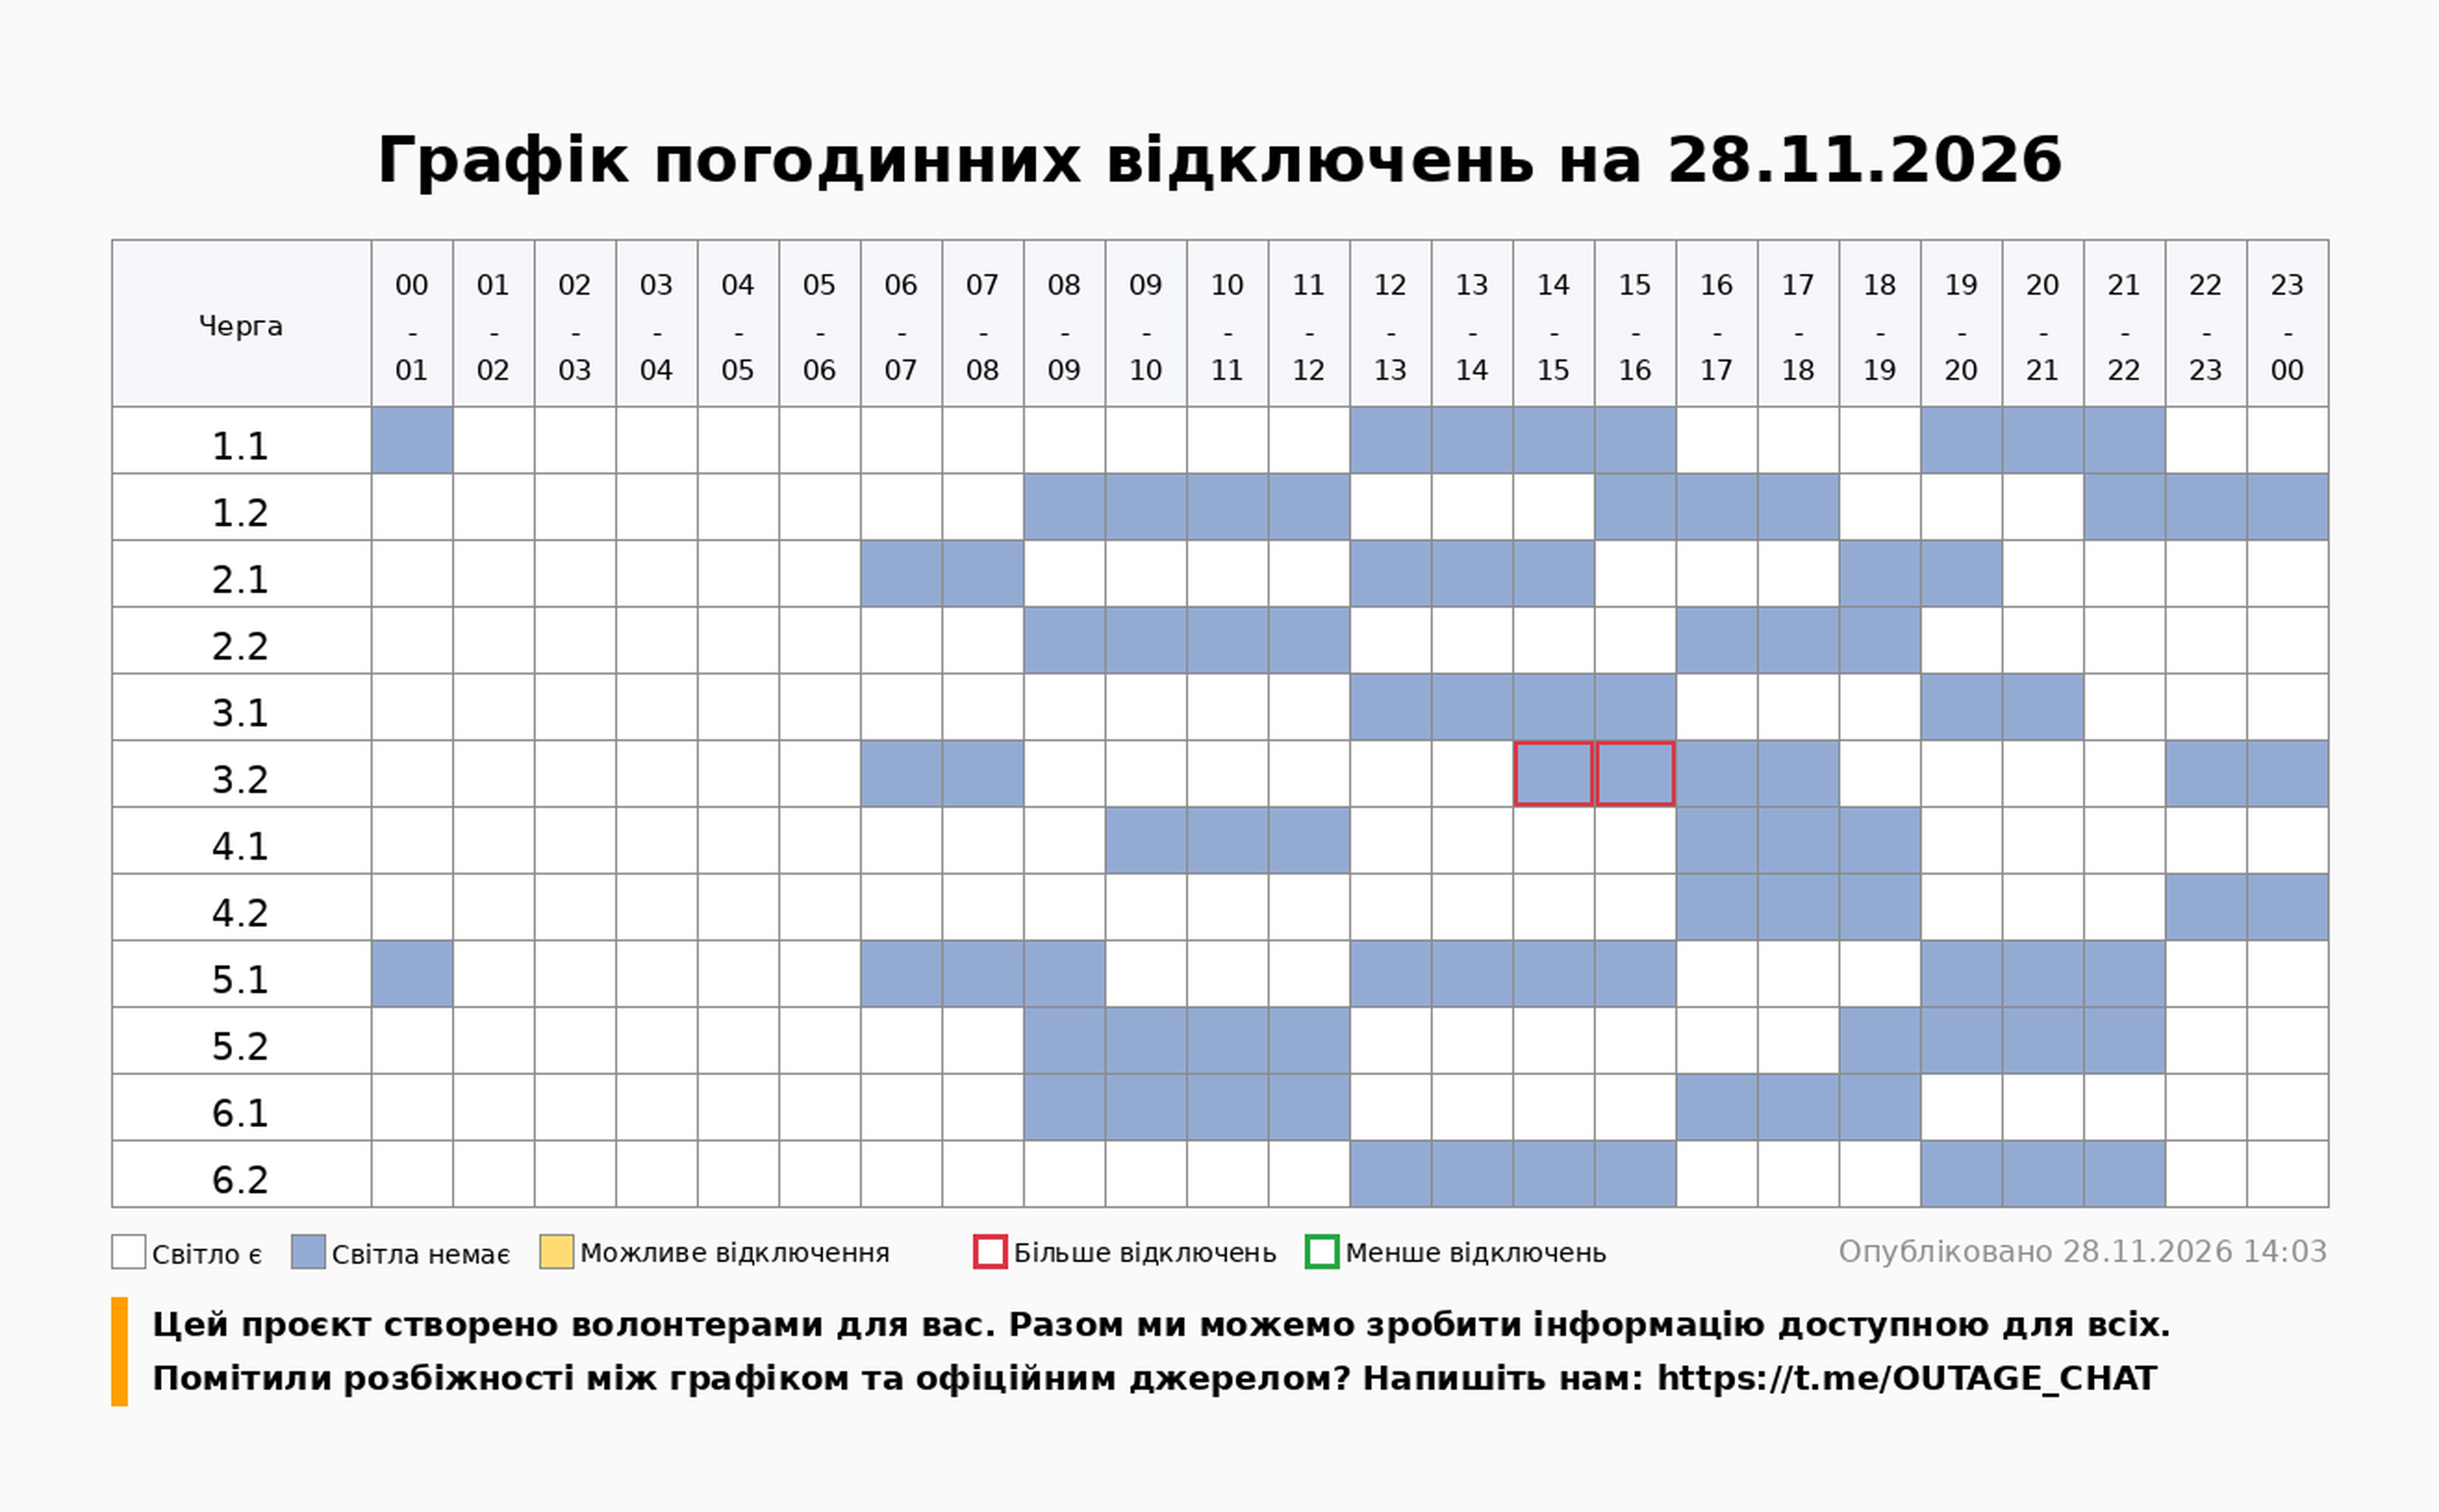 Графік погодинних відключень на 28.11.2026
Черга 00 - 01 01 - 02 02 - 03 03 - 04 04 - 05 05 - 06 06 - 07 07 - 08 08 - 09 09 - 10 10 - 11 11 - 12 12 - 13 13 - 14 14 - 15 15 - 16 16 - 17 17 - 18 18 - 19 19 - 20 20 - 21 21 - 22 22 - 23 23 - 00
1.1
1.2
2.1
2.2
3.1
3.2
4.1
4.2
5.1
5.2
6.1
6.2
Світло є Світла немає Можливе відключення Більше відключень Менше відключень Опубліковано 28.11.2026 14:03
Цей проєкт створено волонтерами для вас. Разом ми можемо зробити інформацію доступною для всіх.
Помітили розбіжності між графіком та офіційним джерелом? Напишіть нам: https://t.me/OUTAGE_CHAT